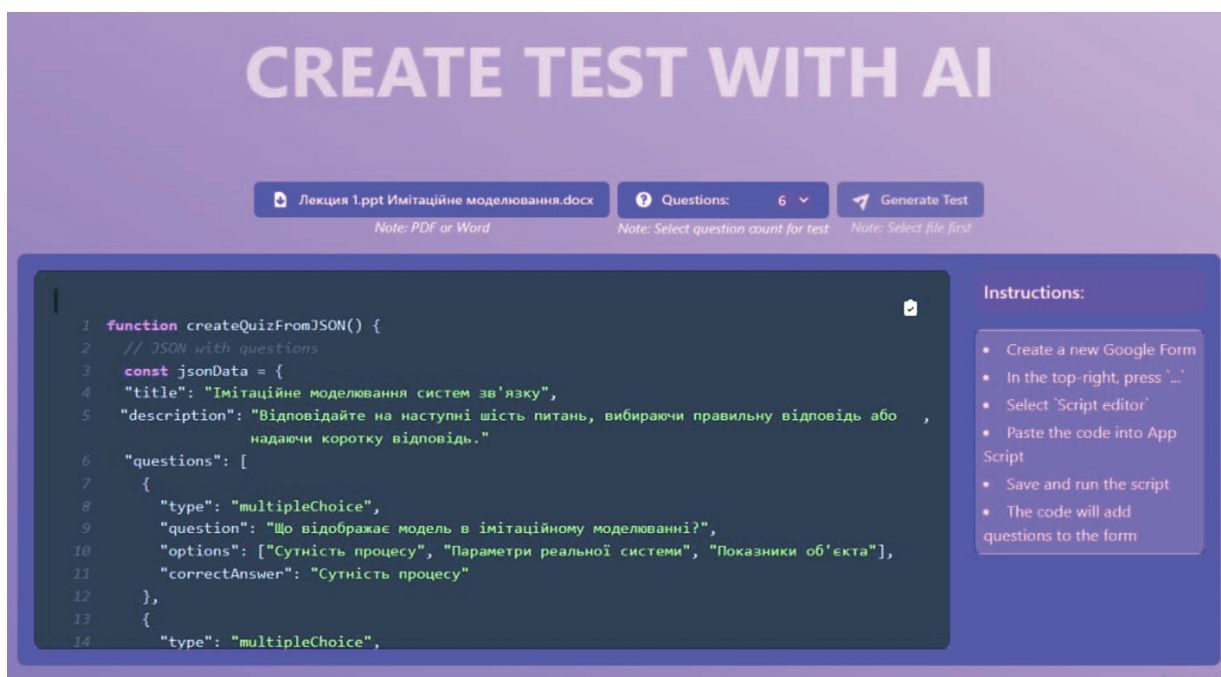 CREATE TEST WITH AI
Лекция 1.ppt Имітаційне моделювання.docx
Questions: 6
Generate Test
Note: PDF or Word
Note: Select question count for test
Note: Select file first
1 function createQuizFromJSON() {
2 // JSON with questions
3 const jsonData = {
4 "title": "Імітаційне моделювання систем зв'язку",
5 "description": "Відповідайте на наступні шість питань, вибираючи правильну відповідь або ,
надаючи коротку відповідь."
6 "questions": [
7 {
8 "type": "multipleChoice",
9 "question": "Що відображає модель в імітаційному моделюванні?",
10 "options": ["Сутність процесу", "Параметри реальної системи", "Показники об'єкта"],
11 "correctAnswer": "Сутність процесу"
12 },
13 {
14 "type": "multipleChoice",
Instructions:
• Create a new Google Form
• In the top-right, press `...`
• Select `Script editor`
• Paste the code into App
Script
• Save and run the script
• The code will add
questions to the form